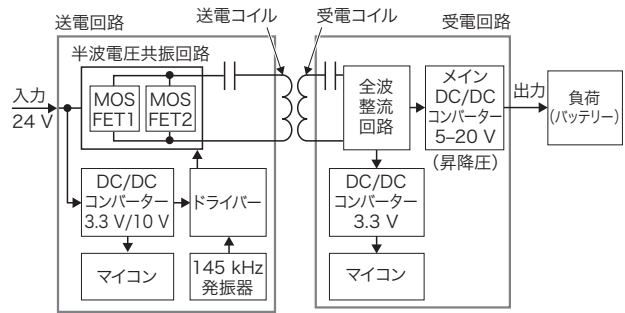 送電回路
送電コイル
受電コイル
受電回路
半波電圧共振回路
入力
24 V
MOS
FET1
MOS
FET2
全波
整流
回路
メイン
DC/DC
コンバーター
5–20 V
(昇降圧)
出力
負荷
(バッテリー)
DC/DC
コンバーター
3.3 V/10 V
ドライバー
DC/DC
コンバーター
3.3 V
マイコン
145 kHz
発振器
マイコン